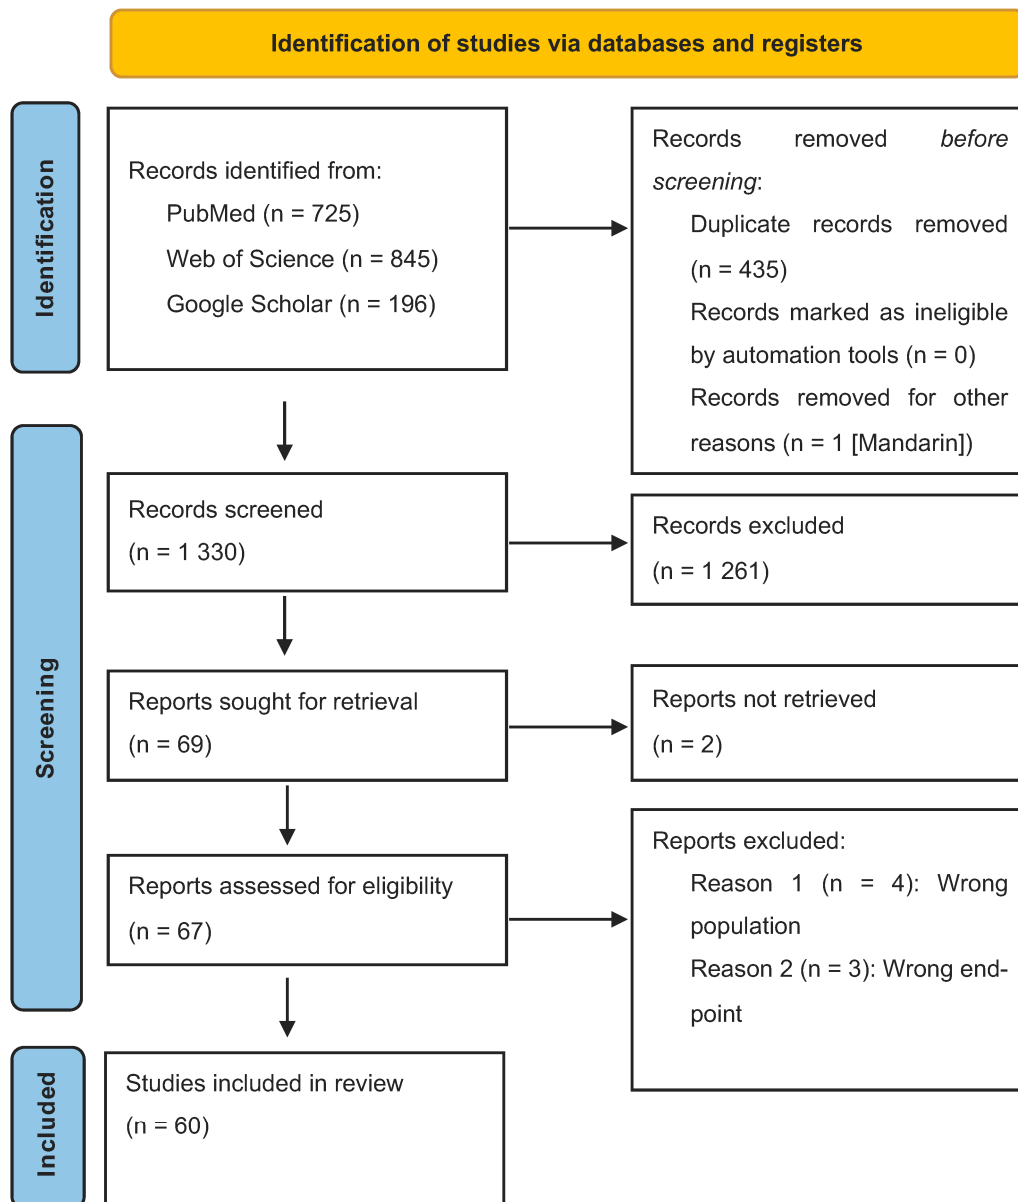 Identification of studies via databases and registers
Identification
Records identified from:
PubMed (n = 725)
Web of Science (n = 845)
Google Scholar (n = 196)
Records removed before
screening:
Duplicate records removed
(n = 435)
Records marked as ineligible
by automation tools (n = 0)
Records removed for other
reasons (n = 1 [Mandarin])
Screening
Records screened
(n = 1 330)
Records excluded
(n = 1 261)
Reports sought for retrieval
(n = 69)
Reports not retrieved
(n = 2)
Reports assessed for eligibility
(n = 67)
Reports excluded:
Reason 1 (n = 4): Wrong
population
Reason 2 (n = 3): Wrong end-
point
Included
Studies included in review
(n = 60)